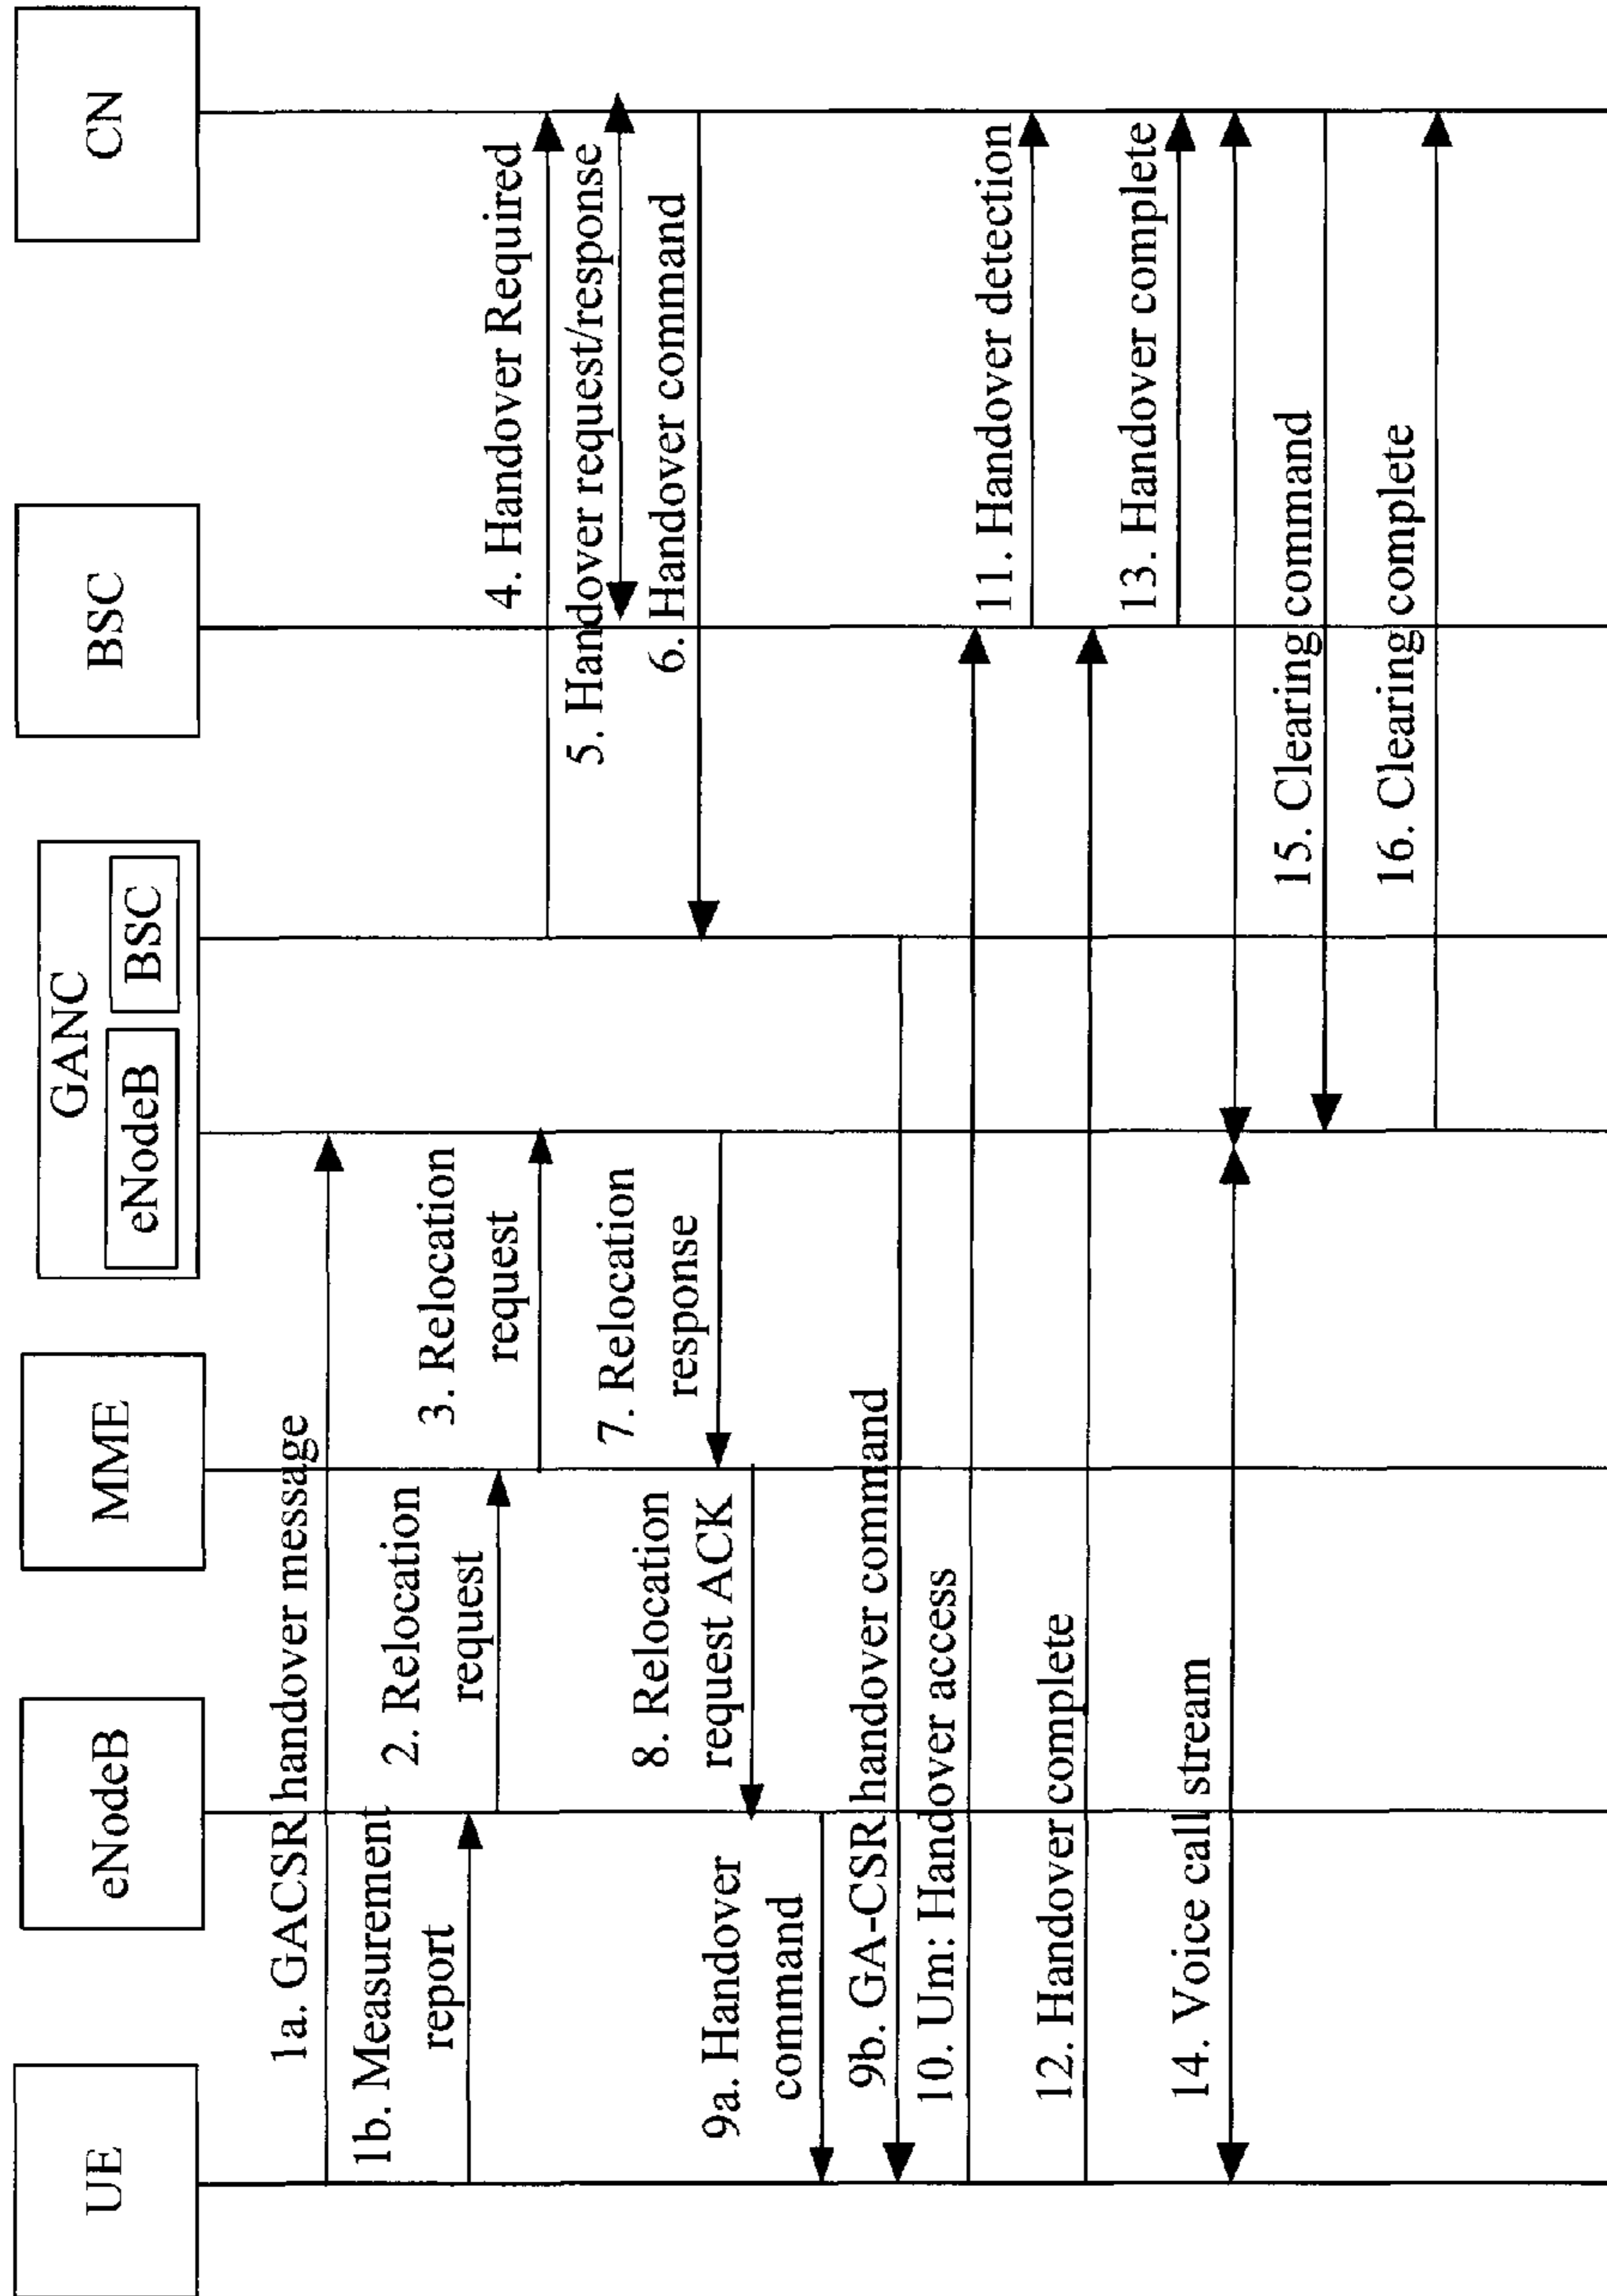 UE
eNodeB
MME
GANC
eNodeB
BSC
BSC
CN
1a. GACSR handover message
1b. Measurement
report
2. Relocation
request
3. Relocation
request
4. Handover Required
5. Handover request/response
6. Handover command
7. Relocation
response
8. Relocation
request ACK
9a. Handover
command
9b. GA-CSR handover command
10. Um: Handover access
11. Handover detection
12. Handover complete
13. Handover complete
14. Voice call stream
15. Clearing command
16. Clearing complete